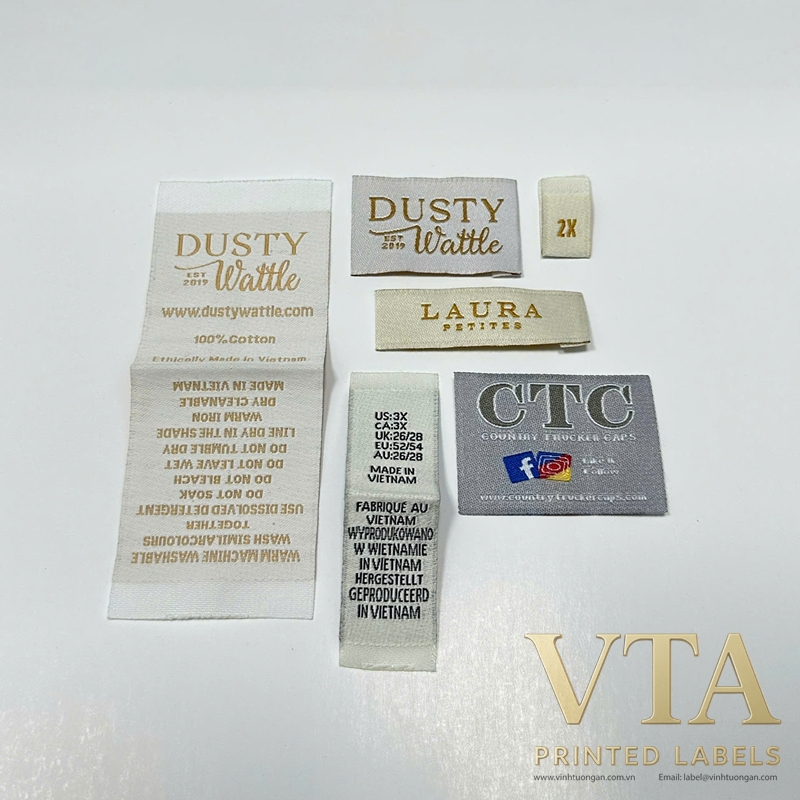 DUSTY
EST
2019
Wattle
www.dustywattle.com
100% Cotton
Ethically Made in Vietnam
WARM MACHINE WASHABLE
WASH SIMILARCOLOURS
TOGETHER
USE DISSOLVED DETERGENT
DO NOT SOAK
DO NOT BLEACH
DO NOT LEAVE WET
DO NOT TUMBLE DRY
LINE DRY IN THE SHADE
WARM IRON
DRY CLEANABLE
MADE IN VIETNAM
DUSTY
EST
2019
Wattle
2X
LAURA
PETITES
US:3X
CA:3X
UK:26/28
EU:52/54
AU:26/28
MADE IN
VIETNAM
FABRIQUÉ AU
VIETNAM
WYPRODUKOWANO
W WIETNAMIE
IN VIETNAM
HERGESTELLT
GEPRODUCEERD
IN VIETNAM
CTC
COUNTRY TRUCKER CAPS
f
Like &
Follow
www.countrytruckercaps.com
VTA
PRINTED LABELS
www.vinhtuongan.com.vn Email: label@vinhtuongan.com